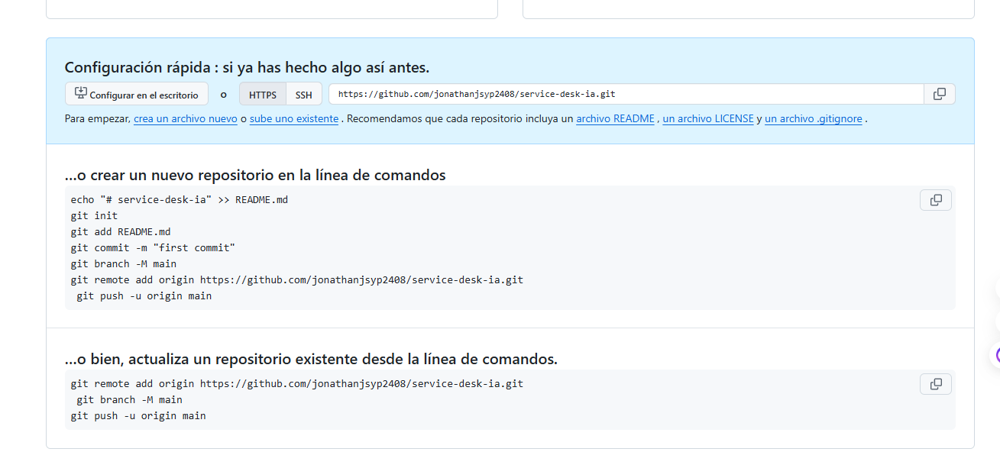 Configuración rápida : si ya has hecho algo así antes.
Configurar en el escritorio o HTTPS SSH https://github.com/jonathanjsyp2408/service-desk-ia.git
Para empezar, crea un archivo nuevo o sube uno existente . Recomendamos que cada repositorio incluya un archivo README , un archivo LICENSE y un archivo .gitignore .
...o crear un nuevo repositorio en la línea de comandos
echo "# service-desk-ia" >> README.md
git init
git add README.md
git commit -m "first commit"
git branch -M main
git remote add origin https://github.com/jonathanjsyp2408/service-desk-ia.git
git push -u origin main
...o bien, actualiza un repositorio existente desde la línea de comandos.
git remote add origin https://github.com/jonathanjsyp2408/service-desk-ia.git
git branch -M main
git push -u origin main